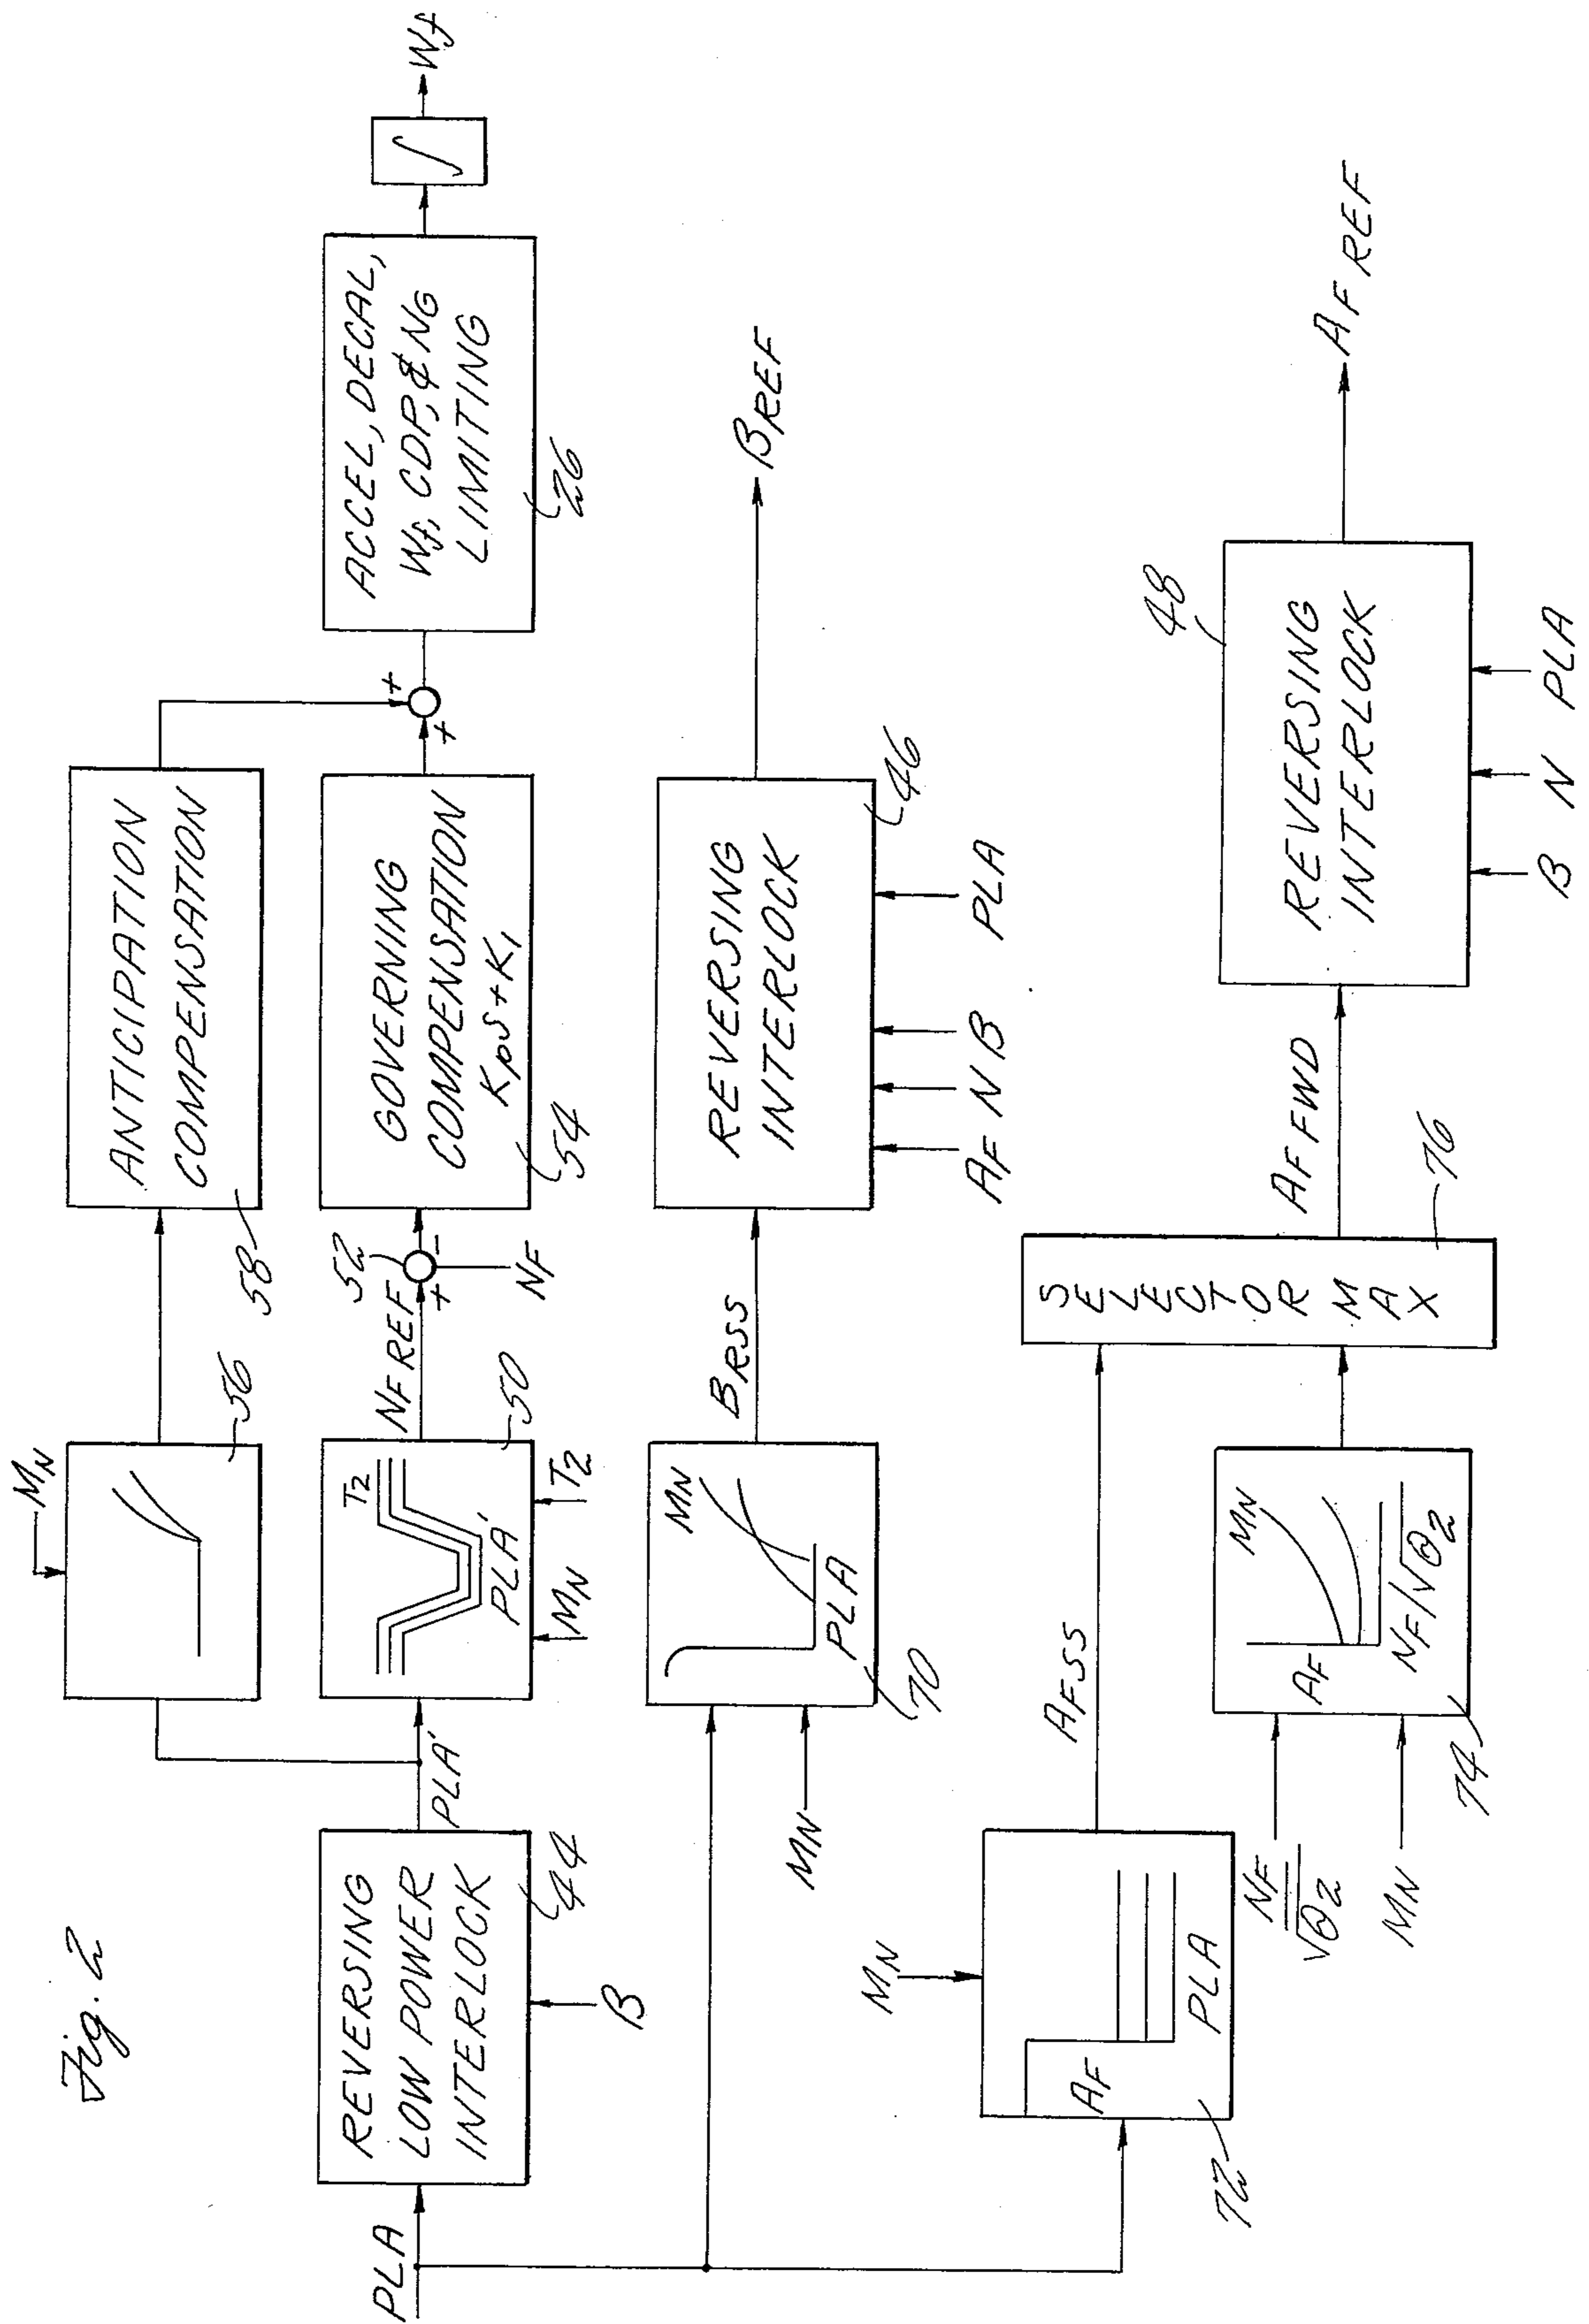 Fig. 2
PLA
REVERSING
LOW POWER
INTERLOCK
44
β
PLA'
MN
56
T2
PLA'
50
MN
T2
NF REF
52
+
-
NF
ANTICIPATION
COMPENSATION
58
GOVERNING
COMPENSATION
KPS+KI
54
+
+
ACCEL, DECAL,
Wf, CDP, & NG
LIMITING
26
∫
Wf
MN
PLA
70
MN
BRSS
REVERSING
INTERLOCK
46
AF N B PLA
BREF
MN
AF
PLA
72
AFSS
NF
√θ2
MN
MN
AF
NF/√θ2
74
SELECTOR
MAX
76
AF FWD
REVERSING
INTERLOCK
48
B N PLA
AF REF